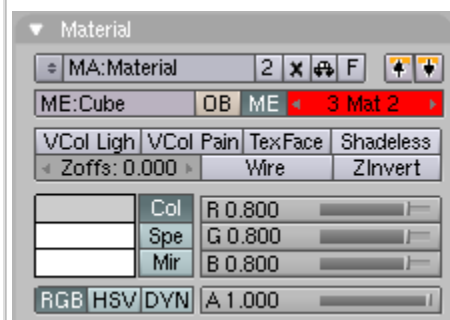 Material
MA:Material 2 X F
ME:Cube OB ME 3 Mat 2
VCol Ligh VCol Pain TexFace Shadeless
Zoffs: 0.000 Wire ZInvert
Col R 0.800
Spe G 0.800
Mir B 0.800
RGB HSV DYN A 1.000